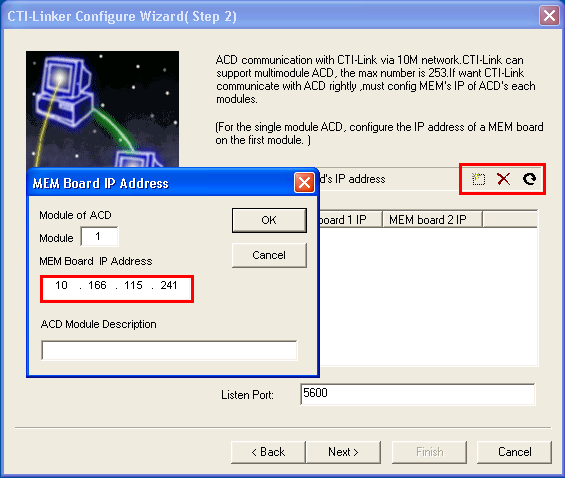 CTI-Linker Configure Wizard( Step 2)
ACD communication with CTI-Link via 10M network.CTI-Link can
support multimodule ACD, the max number is 253.If want CTI-Link
communicate with ACD rightly ,must config MEM's IP of ACD's each
modules.
(For the single module ACD, configure the IP address of a MEM board
on the first module. )
d's IP address
board 1 IP MEM board 2 IP
MEM Board IP Address
Module of ACD
Module 1
OK
MEM Board IP Address
Cancel
10 . 166 . 115 . 241
ACD Module Description
Listen Port: 5600
< Back Next > Finish Cancel